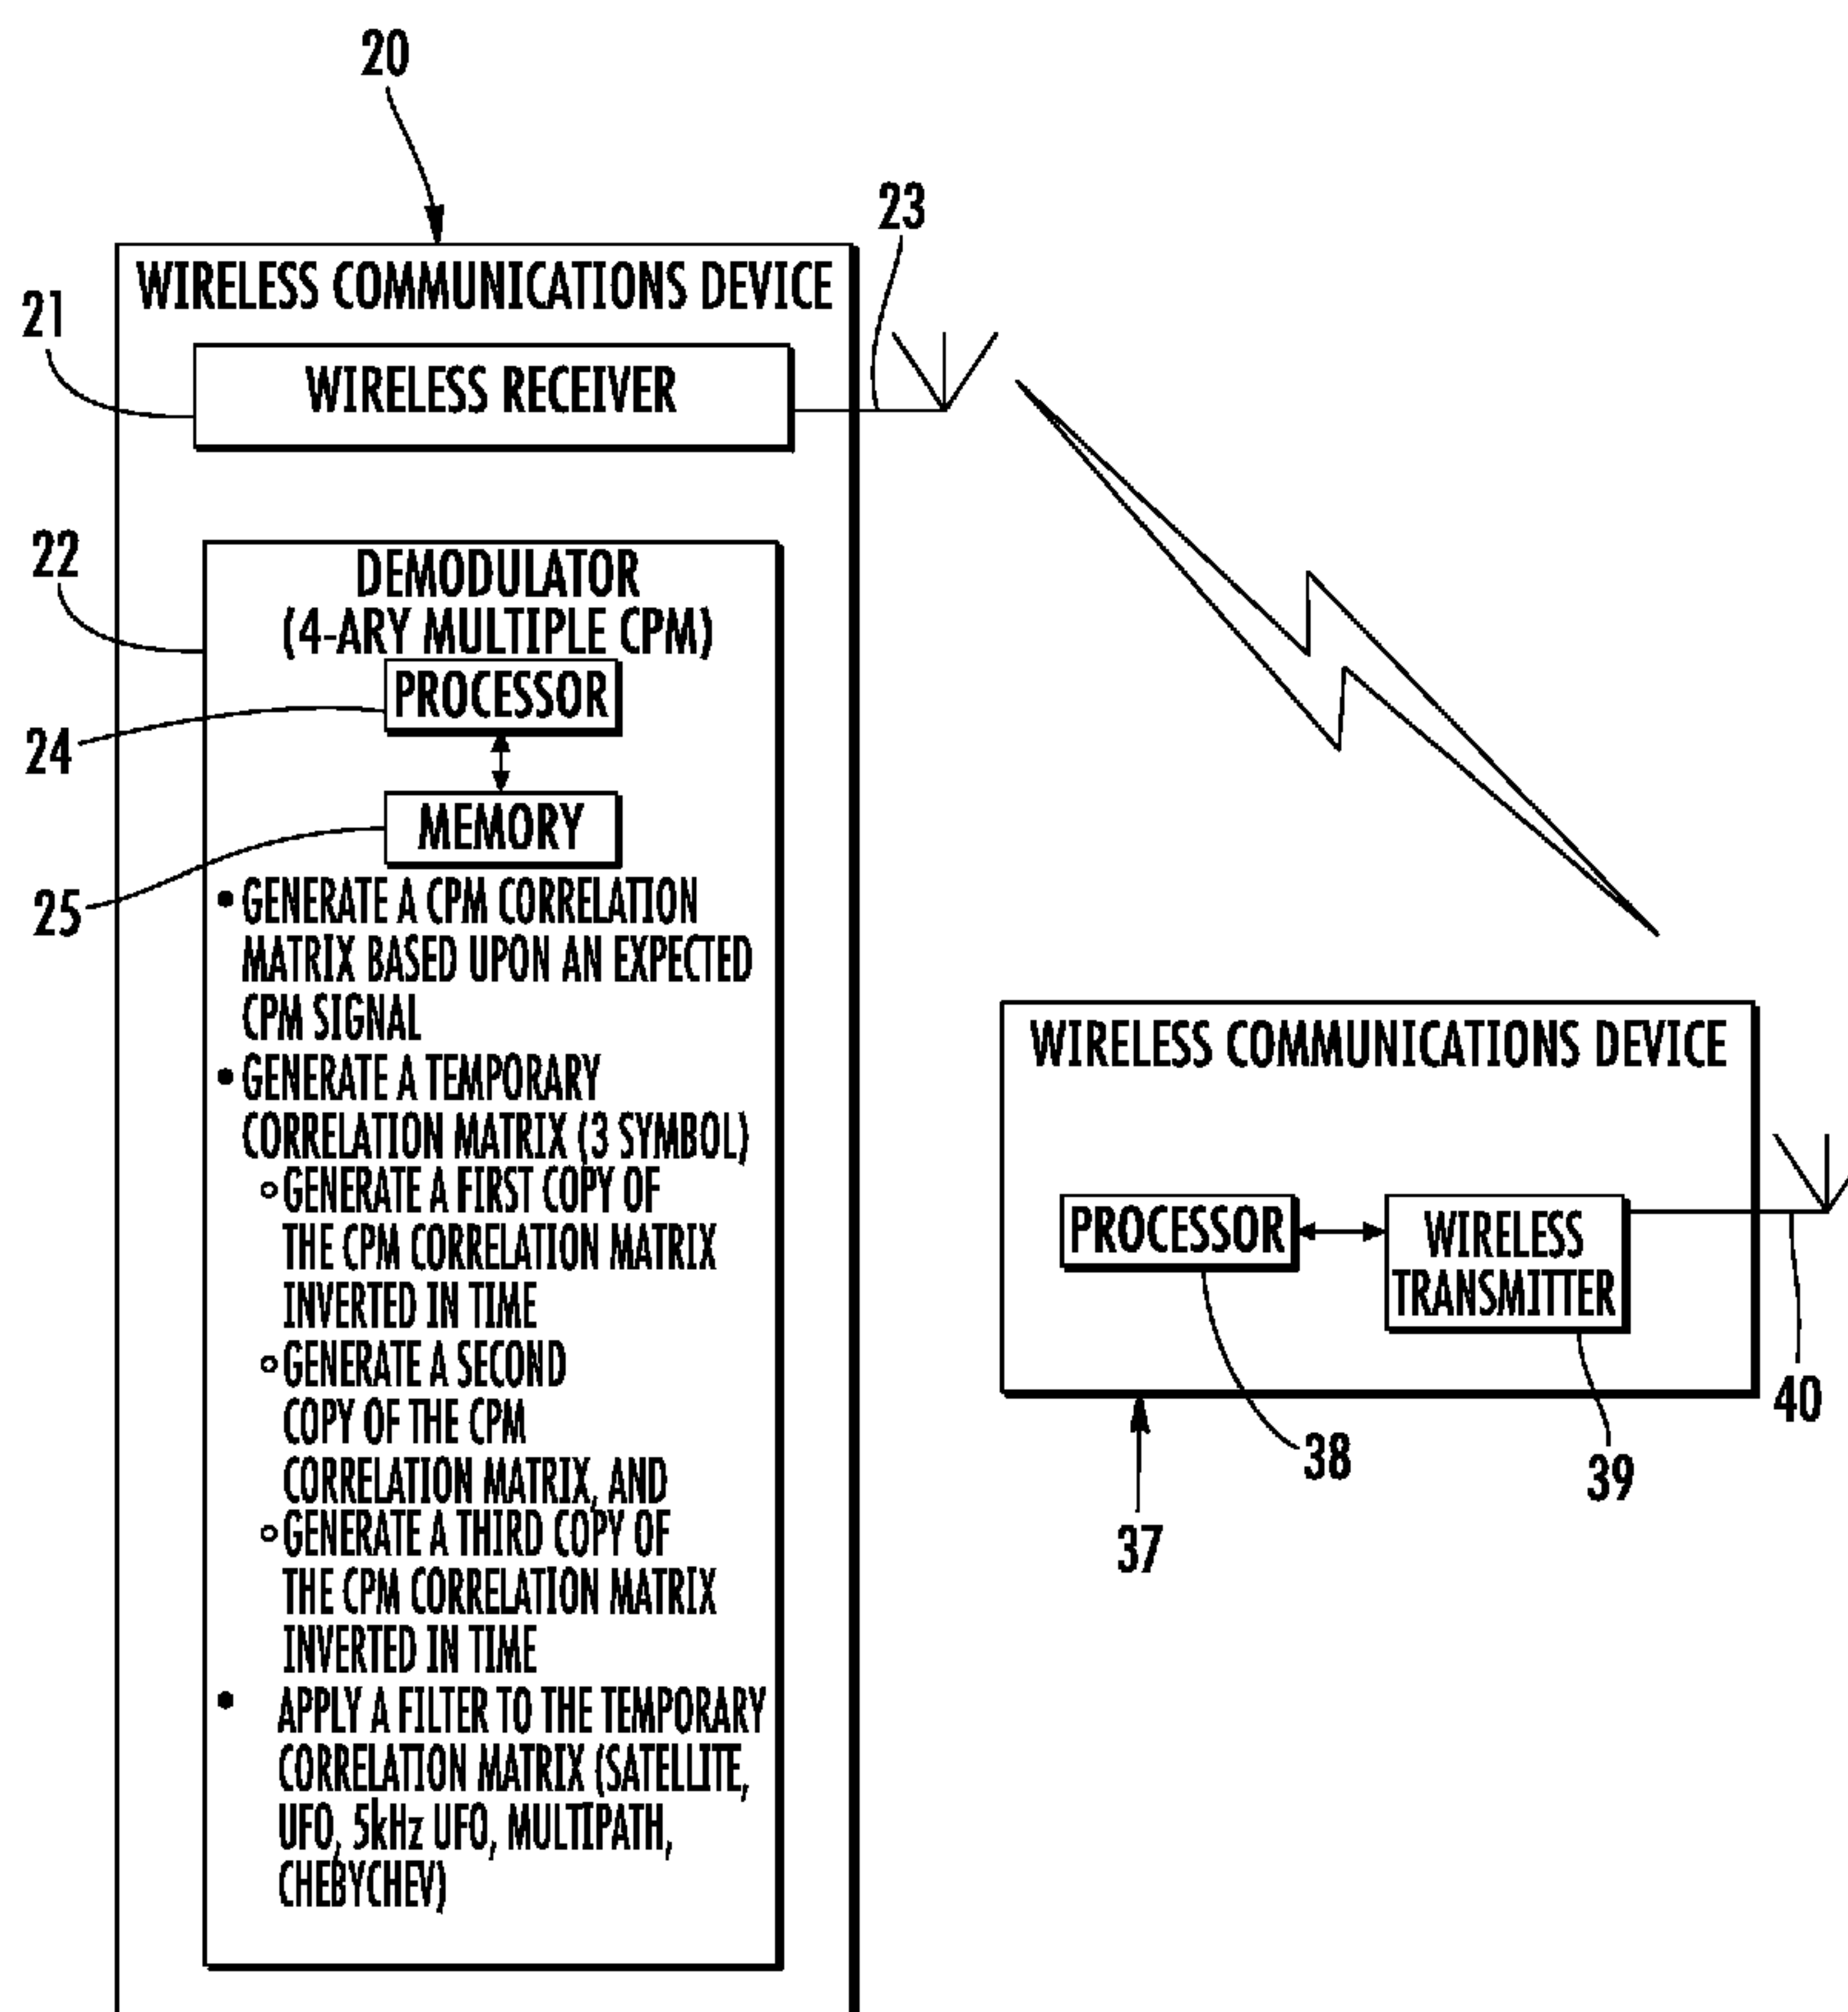 20
23
WIRELESS COMMUNICATIONS DEVICE
21
WIRELESS RECEIVER
22
DEMODULATOR
(4-ARY MULTIPLE CPM)
PROCESSOR
24
MEMORY
25
• GENERATE A CPM CORRELATION
MATRIX BASED UPON AN EXPECTED
CPM SIGNAL
• GENERATE A TEMPORARY
CORRELATION MATRIX (3 SYMBOL)
○ GENERATE A FIRST COPY OF
THE CPM CORRELATION MATRIX
INVERTED IN TIME
○ GENERATE A SECOND
COPY OF THE CPM
CORRELATION MATRIX, AND
○ GENERATE A THIRD COPY OF
THE CPM CORRELATION MATRIX
INVERTED IN TIME
• APPLY A FILTER TO THE TEMPORARY
CORRELATION MATRIX (SATELLITE,
UFO, 5kHz UFO, MULTIPATH,
CHEBYCHEV)
WIRELESS COMMUNICATIONS DEVICE
PROCESSOR
WIRELESS
TRANSMITTER
40
38
39
37